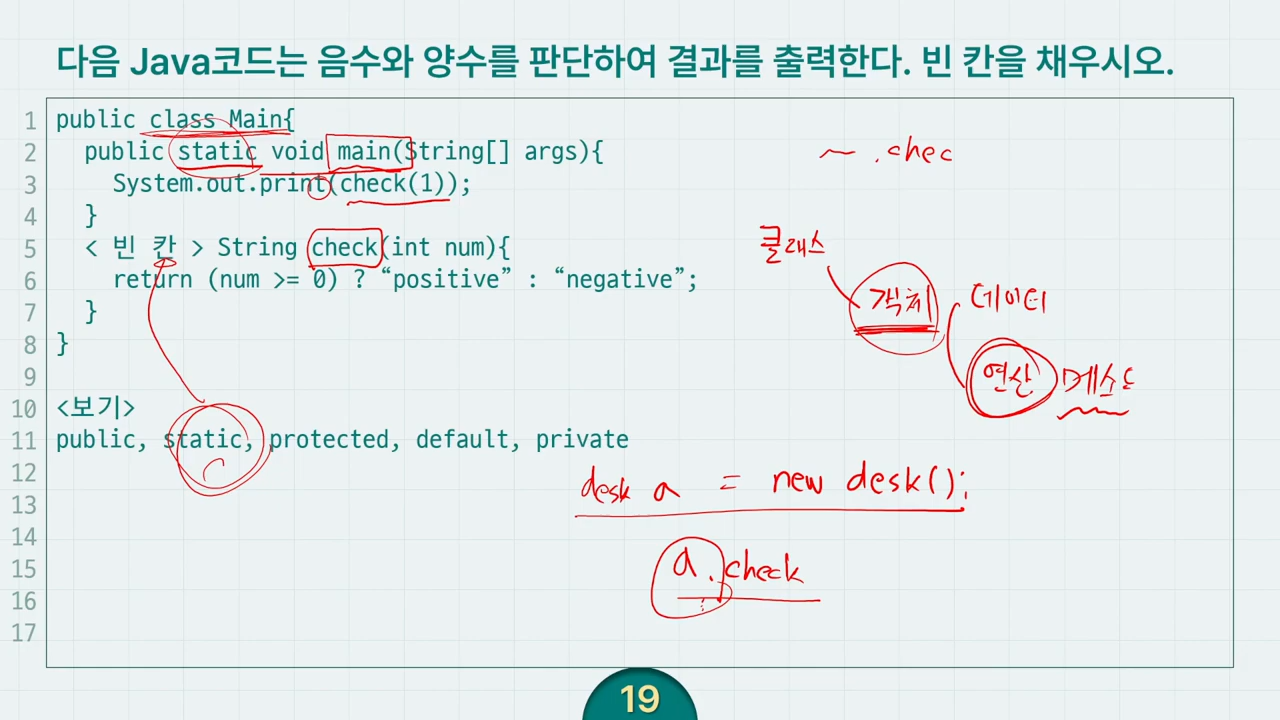 다음 Java코드는 음수와 양수를 판단하여 결과를 출력한다. 빈 칸을 채우시오.
1 public class Main{
2 public static void main(String[] args){
3 System.out.print(check(1));
4 }
5 < 빈 칸 > String check(int num){
6 return (num >= 0) ? “positive” : “negative”;
7 }
8 }
9
10 <보기>
11 public, static, protected, default, private
12
13
14
15
16
17
~ .chec
클래스
객체
데이터
연산 메소드
desk a = new desk();
a.check
19